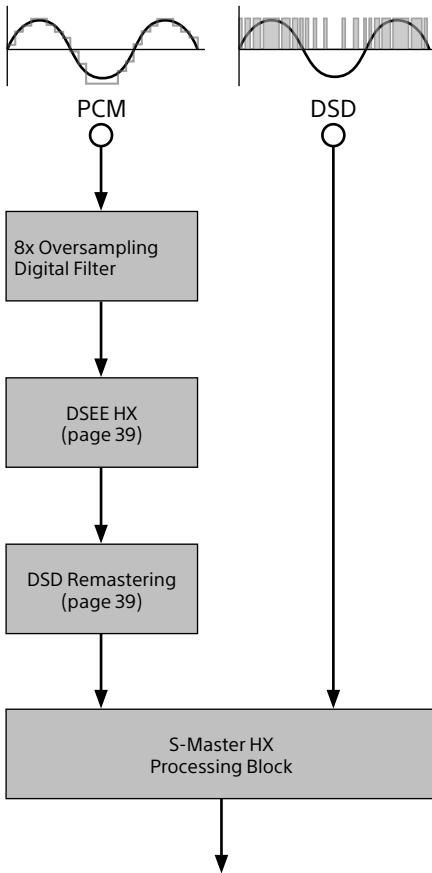 PCM
DSD
8x Oversampling
Digital Filter
DSEE HX
(page 39)
DSD Remastering
(page 39)
S-Master HX
Processing Block